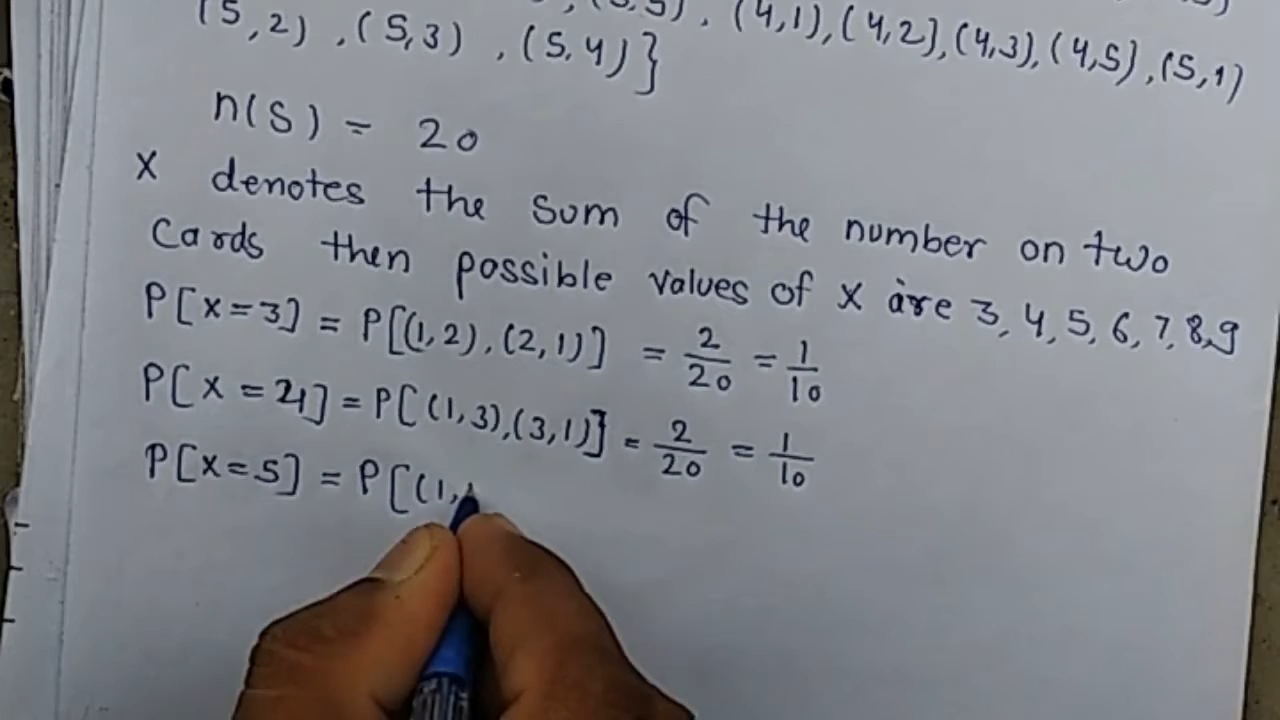 (3,5), (4,1), (4,2), (4,3), (4,5), (5,1)
(5,2), (5,3), (5,4)}
n(S) = 20
X denotes the sum of the number on two
Cards then possible values of X are 3, 4, 5, 6, 7, 8, 9
P[X=3] = P[(1,2), (2,1)] = 2/20 = 1/10
P[X=4] = P[(1,3), (3,1)] = 2/20 = 1/10
P[X=5] = P[(1,